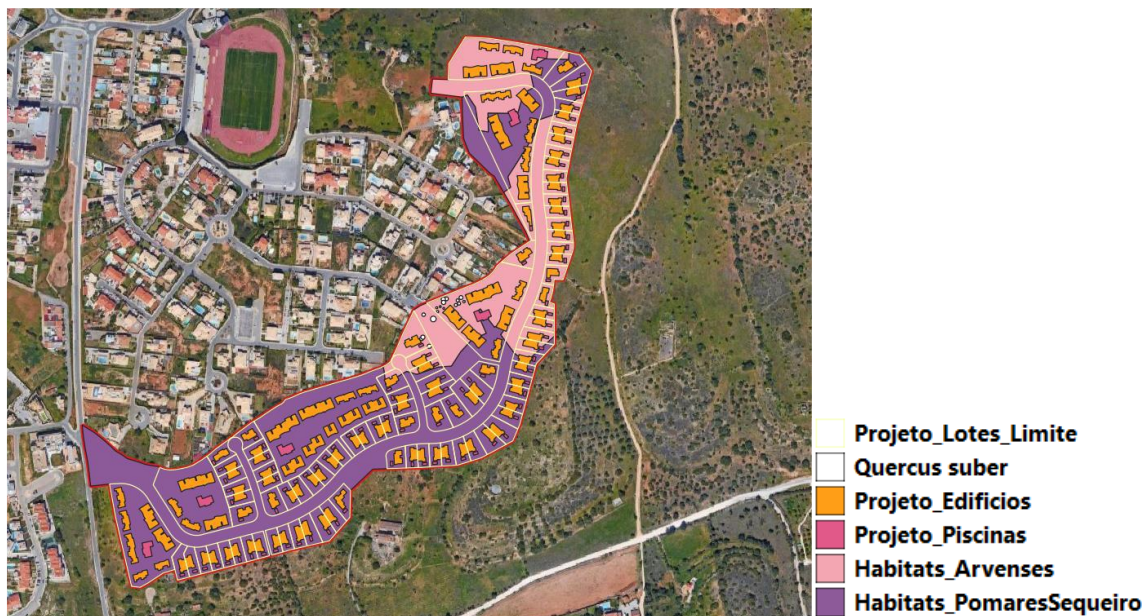 Projeto_Lotes_Limite
Quercus suber
Projeto_Edificios
Projeto_Piscinas
Habitats_Arvenses
Habitats_PomaresSequeiro